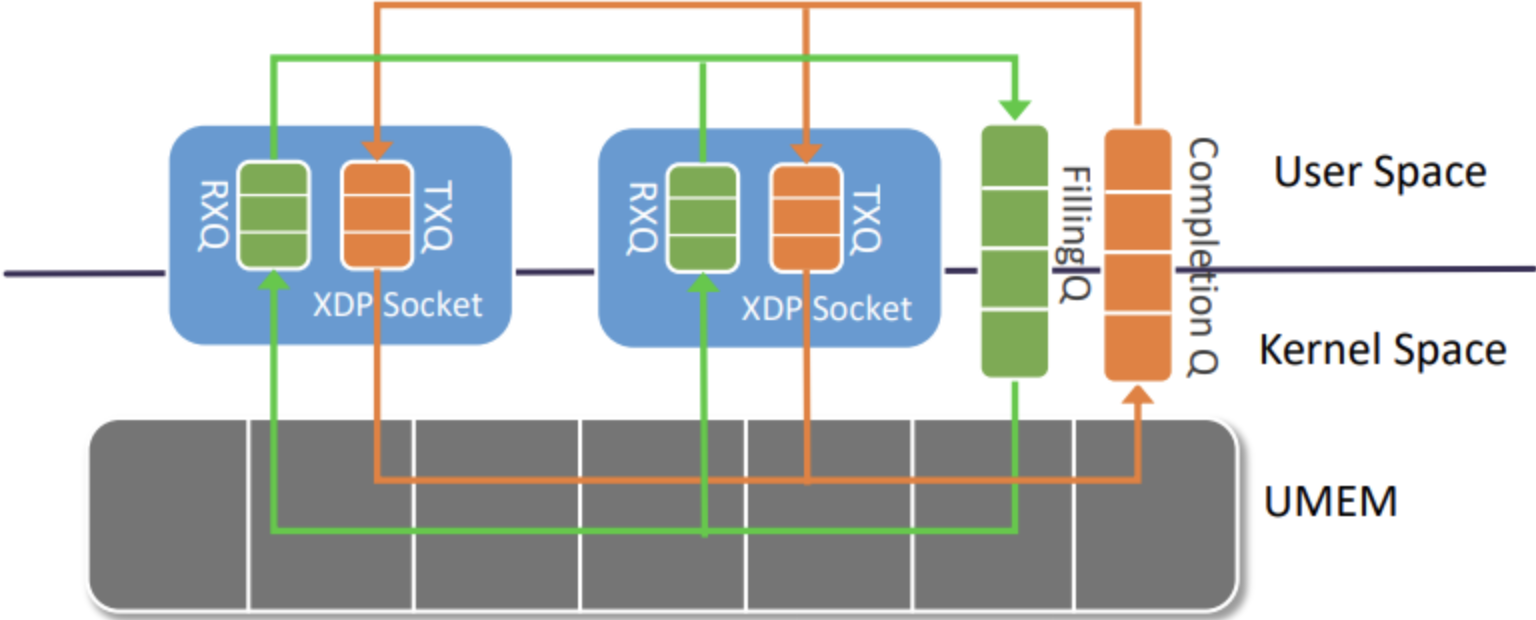 RXQ
TXQ
XDP Socket
RXQ
TXQ
XDP Socket
Filling Q
Completion Q
User Space
Kernel Space
UMEM